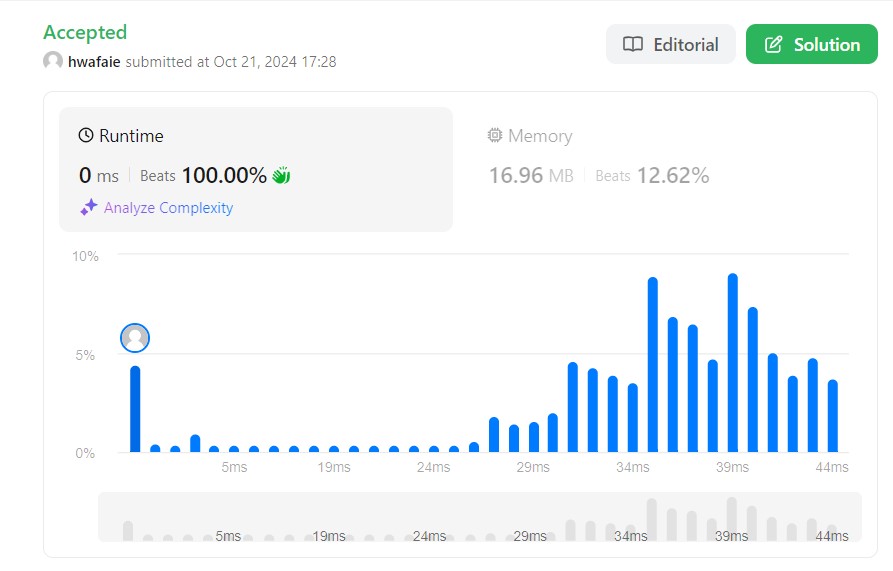 Accepted
hwafaie submitted at Oct 21, 2024 17:28
Editorial
Solution
Runtime
0 ms Beats 100.00%
Analyze Complexity
Memory
16.96 MB Beats 12.62%
10%
5%
0%
5ms 19ms 24ms 29ms 34ms 39ms 44ms
5ms 19ms 24ms 29ms 34ms 39ms 44ms